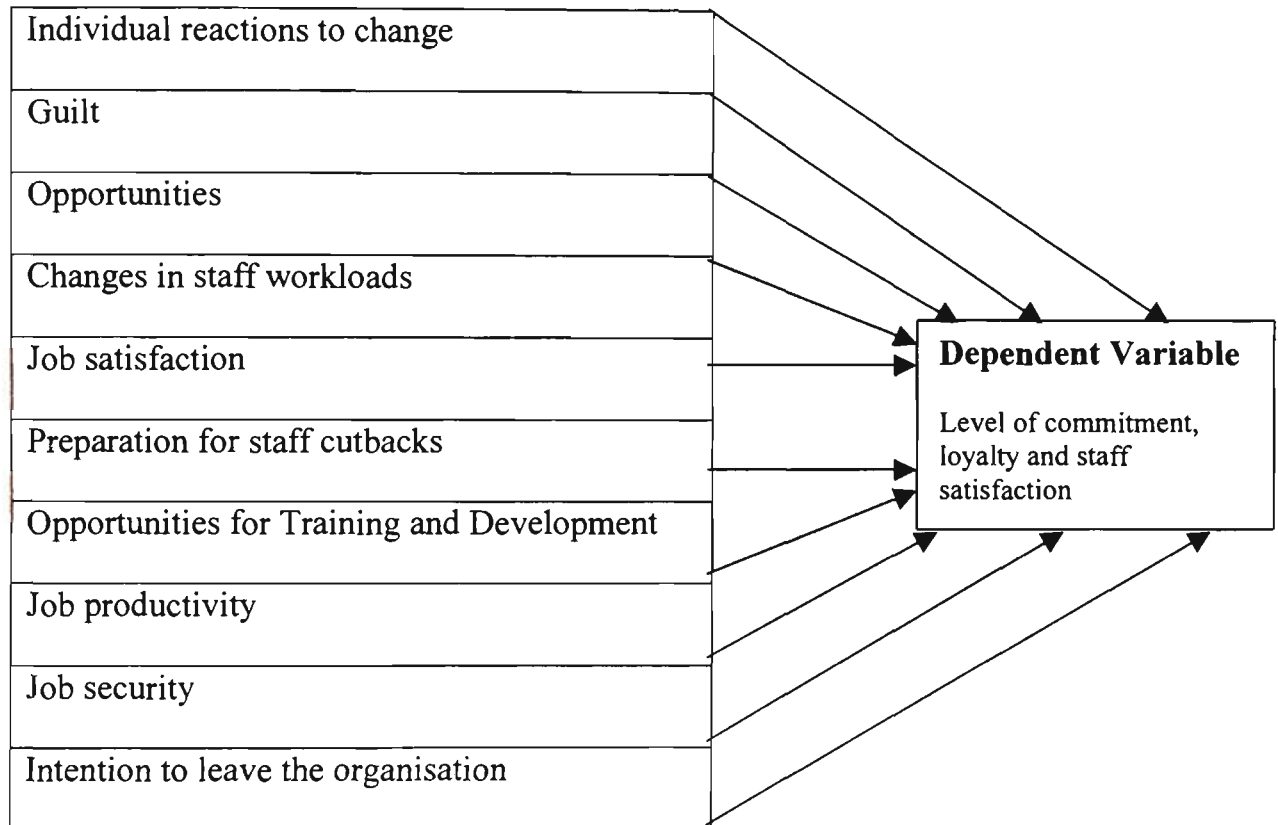 Individual reactions to change
Guilt
Opportunities
Changes in staff workloads
Job satisfaction
Preparation for staff cutbacks
Opportunities for Training and Development
Job productivity
Job security
Intention to leave the organisation
Dependent Variable
Level of commitment,
loyalty and staff
satisfaction